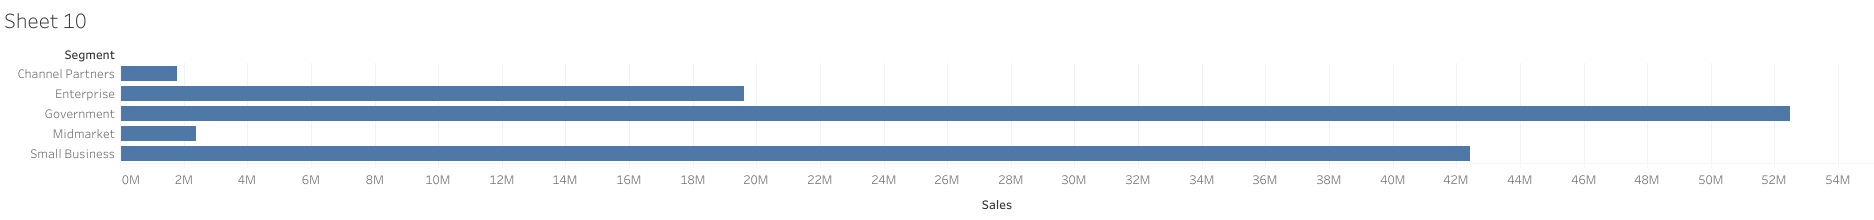 Sheet 10
Segment
Channel Partners
Enterprise
Government
Midmarket
Small Business
0M 2M 4M 6M 8M 10M 12M 14M 16M 18M 20M 22M 24M 26M 28M 30M 32M 34M 36M 38M 40M 42M 44M 46M 48M 50M 52M 54M
Sales